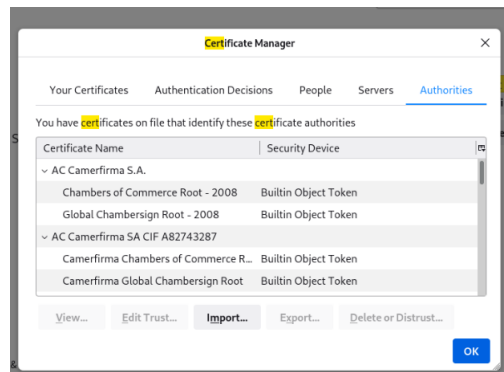 Certificate Manager
Your Certificates Authentication Decisions People Servers Authorities
You have certificates on file that identify these certificate authorities
Certificate Name Security Device
AC Camerfirma S.A.
Chambers of Commerce Root - 2008 Builtin Object Token
Global Chambersign Root - 2008 Builtin Object Token
AC Camerfirma SA CIF A82743287
Camerfirma Chambers of Commerce R... Builtin Object Token
Camerfirma Global Chambersign Root Builtin Object Token
View... Edit Trust... Import... Export... Delete or Distrust...
OK